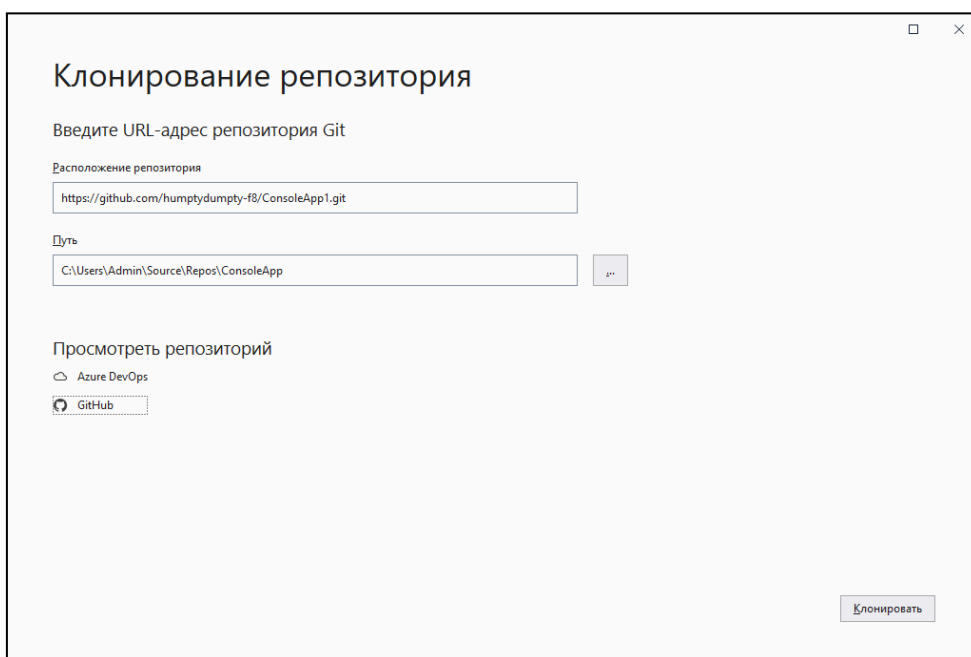 Клонирование репозитория
Введите URL-адрес репозитория Git
Расположение репозитория
https://github.com/humptydumpty-f8/ConsoleApp1.git
Путь
C:\Users\Admin\Source\Repos\ConsoleApp
...
Просмотреть репозиторий
Azure DevOps
GitHub
Клонировать